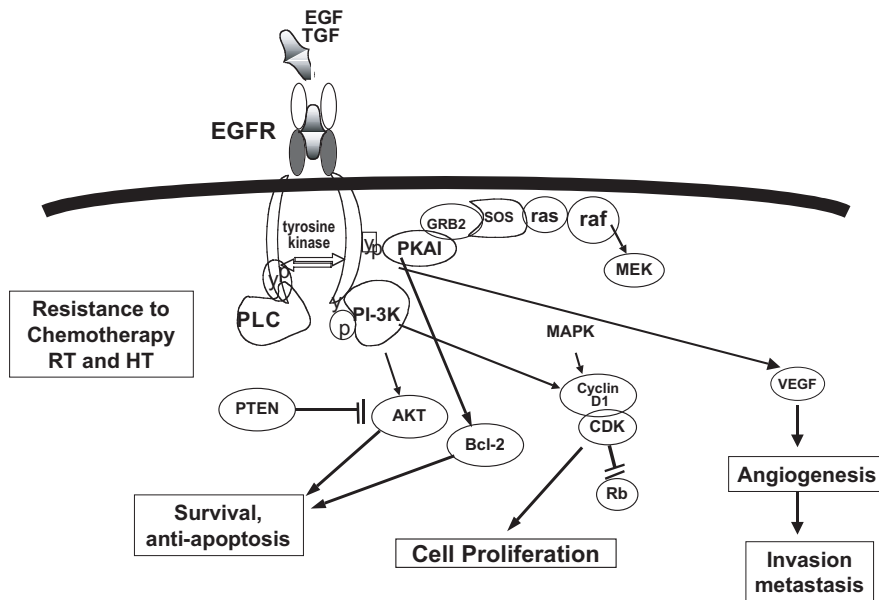 EGF
TGF
EGFR
tyrosine
kinase
y
p
PKAI
GRB2
SOS
ras
raf
MEK
y
p
PLC
y
p
PI-3K
Resistance to
Chemotherapy
RT and HT
MAPK
PTEN
AKT
Bcl-2
Cyclin
D1
CDK
Rb
VEGF
Survival,
anti-apoptosis
Cell Proliferation
Angiogenesis
Invasion
metastasis